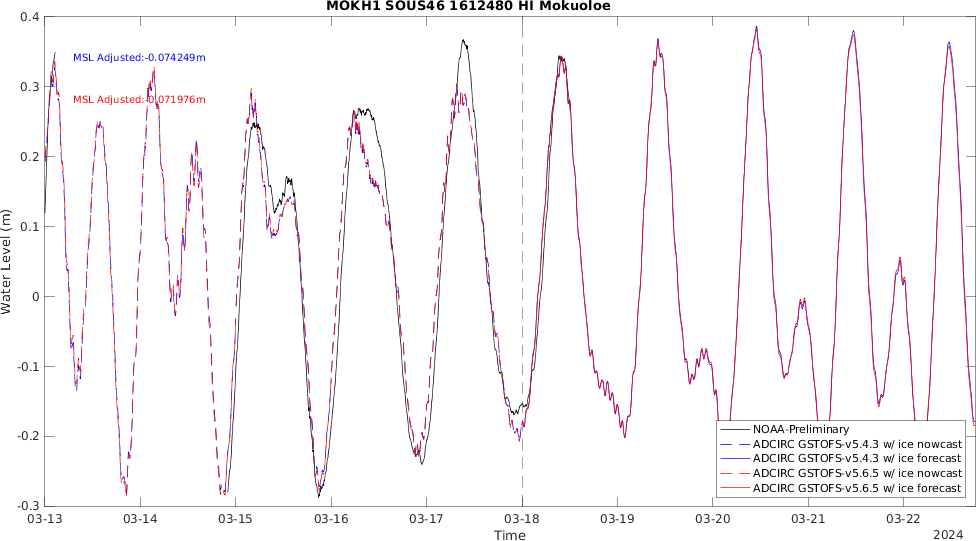 MOKH1 SOUS46 1612480 HI Mokuoloe
0.4
0.3
0.2
0.1
0
-0.1
-0.2
-0.3
Water Level (m)
MSL Adjusted:-0.074249m
MSL Adjusted:-0.071976m
NOAA-Preliminary
ADCIRC GSTOFS-v5.4.3 w/ ice nowcast
ADCIRC GSTOFS-v5.4.3 w/ ice forecast
ADCIRC GSTOFS-v5.6.5 w/ ice nowcast
ADCIRC GSTOFS-v5.6.5 w/ ice forecast
03-13 03-14 03-15 03-16 03-17 03-18 03-19 03-20 03-21 03-22
Time
2024